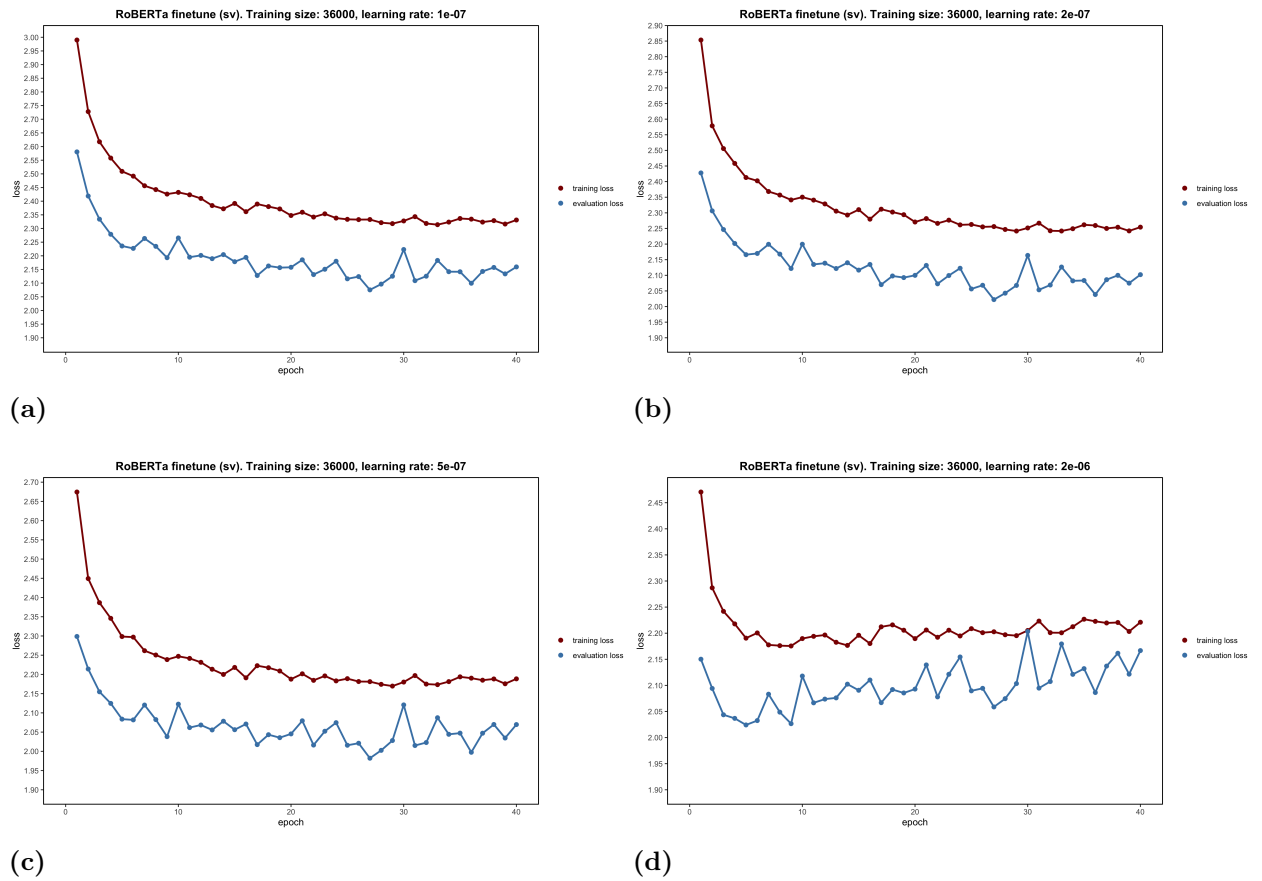 RoBERTa finetune (sv). Training size: 36000, learning rate: 1e-07
3.00
2.95
2.90
2.85
2.80
2.75
2.70
2.65
2.60
2.55
2.50
2.45
2.40
2.35
2.30
2.25
2.20
2.15
2.10
2.05
2.00
1.95
1.90
loss
0 10 20 30 40
epoch
training loss
evaluation loss
(a)
RoBERTa finetune (sv). Training size: 36000, learning rate: 2e-07
2.90
2.85
2.80
2.75
2.70
2.65
2.60
2.55
2.50
2.45
2.40
2.35
2.30
2.25
2.20
2.15
2.10
2.05
2.00
1.95
1.90
loss
0 10 20 30 40
epoch
training loss
evaluation loss
(b)
RoBERTa finetune (sv). Training size: 36000, learning rate: 5e-07
2.70
2.65
2.60
2.55
2.50
2.45
2.40
2.35
2.30
2.25
2.20
2.15
2.10
2.05
2.00
1.95
1.90
loss
0 10 20 30 40
epoch
training loss
evaluation loss
(c)
RoBERTa finetune (sv). Training size: 36000, learning rate: 2e-06
2.45
2.40
2.35
2.30
2.25
2.20
2.15
2.10
2.05
2.00
1.95
1.90
loss
0 10 20 30 40
epoch
training loss
evaluation loss
(d)